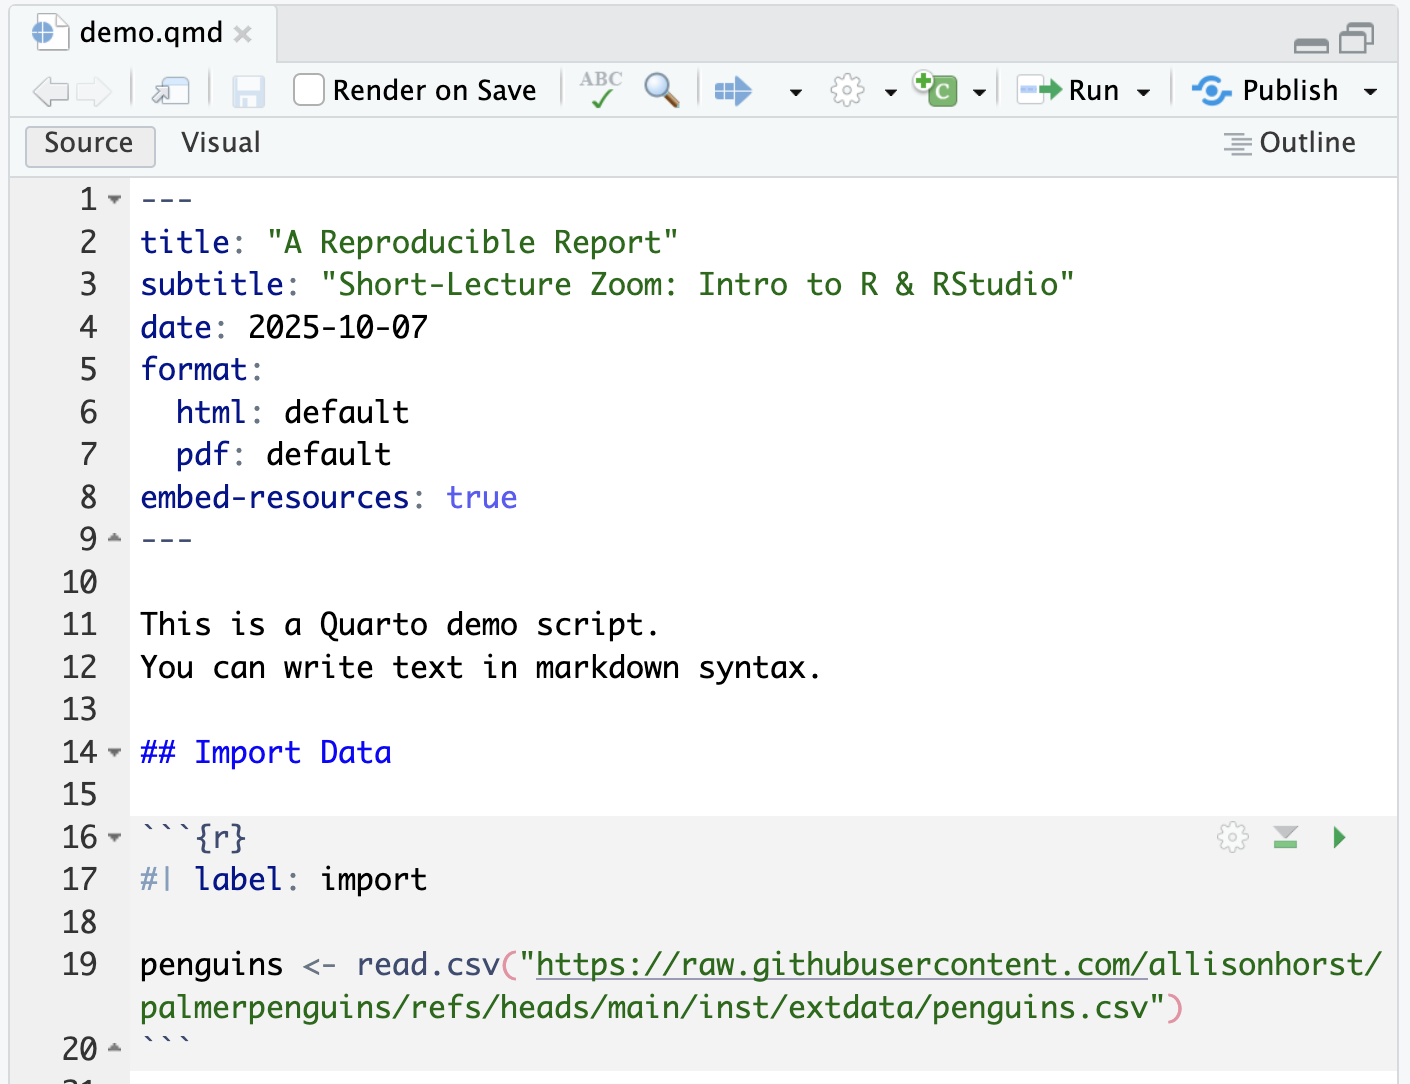 demo.qmd
Render on Save ABC C Run Publish
Source Visual Outline
1 ---
2 title: "A Reproducible Report"
3 subtitle: "Short-Lecture Zoom: Intro to R & RStudio"
4 date: 2025-10-07
5 format:
6   html: default
7   pdf: default
8 embed-resources: true
9 ---
10
11 This is a Quarto demo script.
12 You can write text in markdown syntax.
13
14 ## Import Data
15
16 ```{r}
17 #| label: import
18
19 penguins <- read.csv("https://raw.githubusercontent.com/allisonhorst/
palmerpenguins/refs/heads/main/inst/extdata/penguins.csv")
20 ```